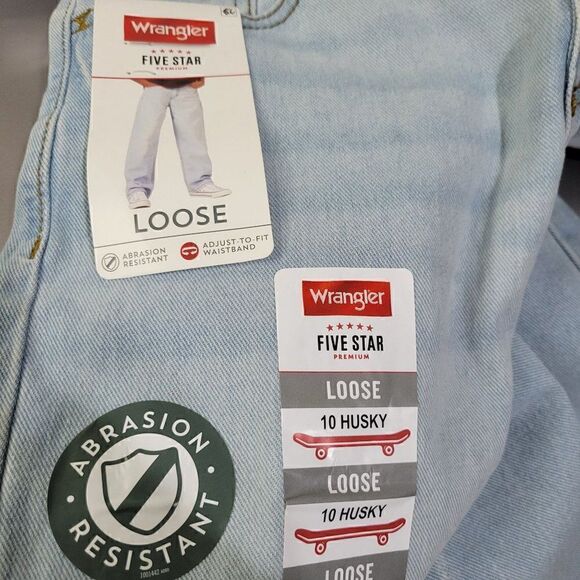 Wrangler
FIVE STAR
PREMIUM
LOOSE
ABRASION
RESISTANT
ADJUST-TO-FIT
WAISTBAND
Wrangler
FIVE STAR
PREMIUM
LOOSE
10 HUSKY
LOOSE
10 HUSKY
LOOSE
ABRASION
RESISTANT